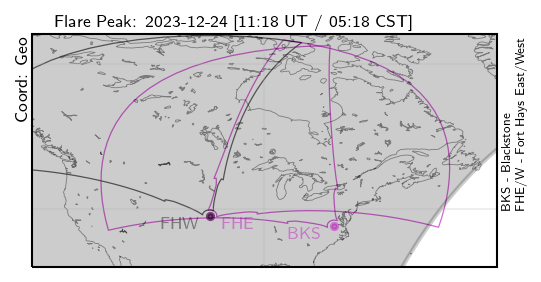 Flare Peak: 2023-12-24 [11:18 UT / 05:18 CST]
Coord: Geo
FHW
FHE
BKS
BKS - Blackstone
FHE/W - Fort Hays East/West